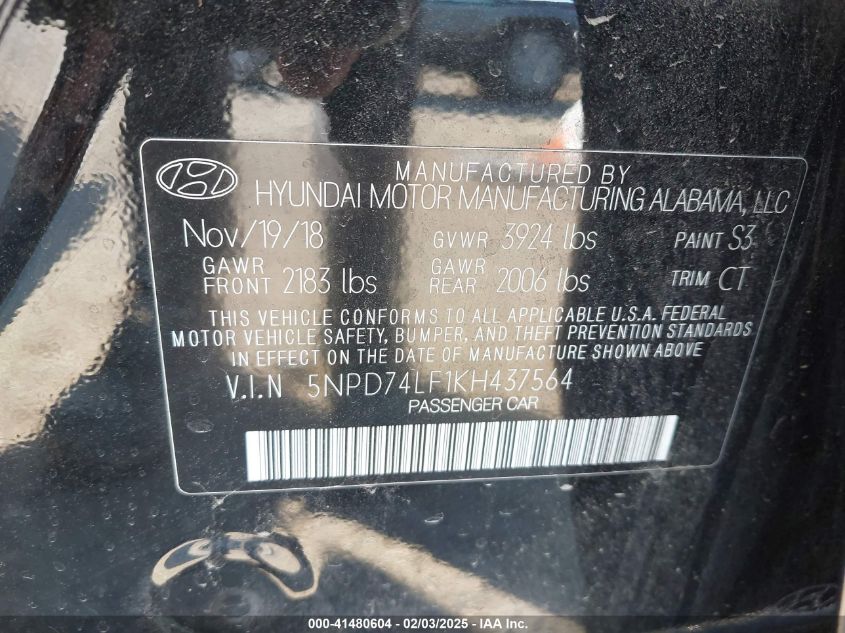 MANUFACTURED BY
HYUNDAI MOTOR MANUFACTURING ALABAMA, LLC
Nov/19/18 GVWR 3924 lbs PAINT S3
GAWR FRONT 2183 lbs GAWR REAR 2006 lbs TRIM CT
THIS VEHICLE CONFORMS TO ALL APPLICABLE U.S.A. FEDERAL
MOTOR VEHICLE SAFETY, BUMPER, AND THEFT PREVENTION STANDARDS
IN EFFECT ON THE DATE OF MANUFACTURE SHOWN ABOVE
V.I.N 5NPD74LF1KH437564
PASSENGER CAR
000-41480604 - 02/03/2025 - IAA Inc.